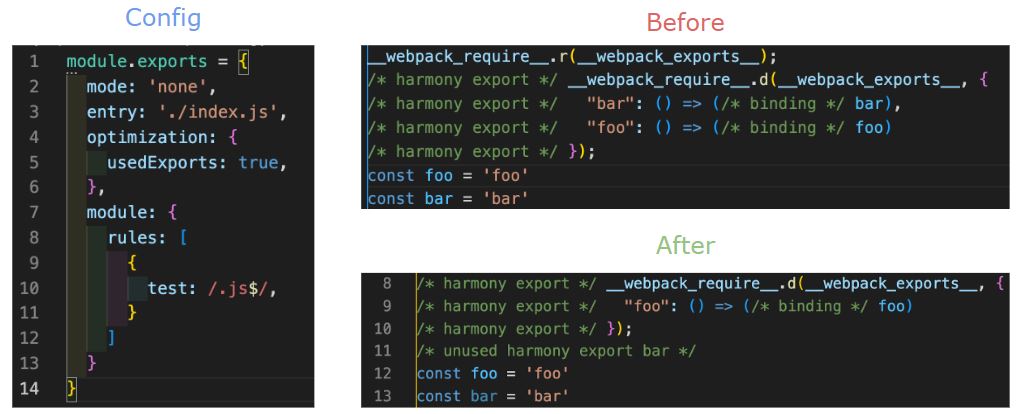 Config
1 module.exports = {
2 mode: 'none',
3 entry: './index.js',
4 optimization: {
5 usedExports: true,
6 },
7 module: {
8 rules: [
9 {
10 test: /.js$/,
11 }
12 ]
13 }
14 }
Before
__webpack_require__.r(__webpack_exports__);
/* harmony export */ __webpack_require__.d(__webpack_exports__, {
/* harmony export */   "bar": () => (/* binding */ bar),
/* harmony export */   "foo": () => (/* binding */ foo)
/* harmony export */ });
const foo = 'foo'
const bar = 'bar'
After
8 /* harmony export */ __webpack_require__.d(__webpack_exports__, {
9 /* harmony export */   "foo": () => (/* binding */ foo)
10 /* harmony export */ });
11 /* unused harmony export bar */
12 const foo = 'foo'
13 const bar = 'bar'